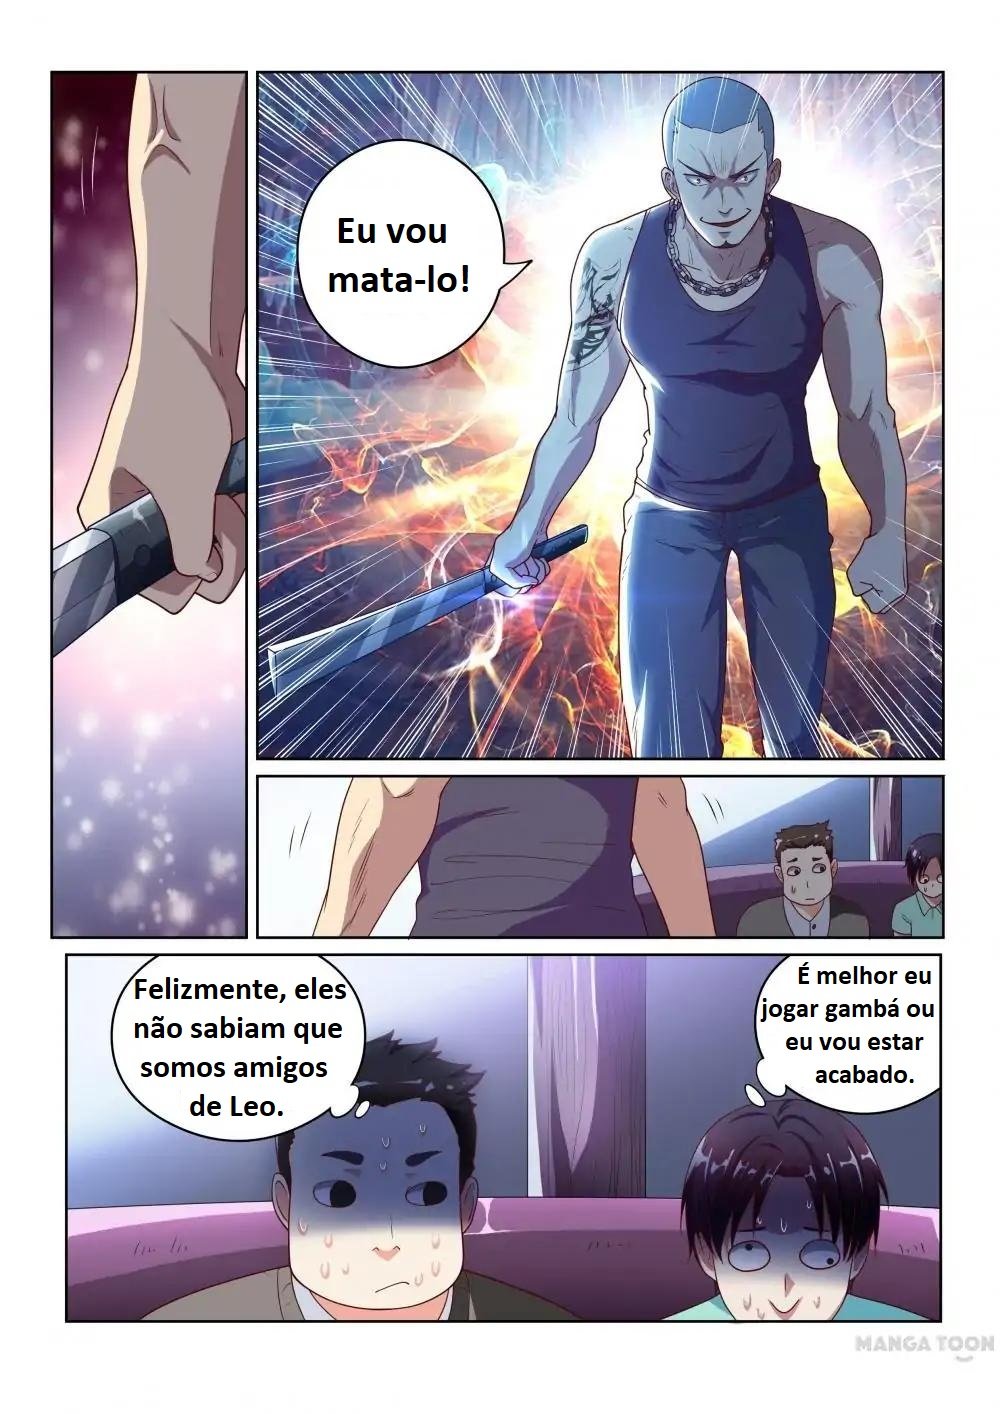 Eu vou
mata-lo!
Felizmente, eles
não sabiam que
somos amigos
de Leo.
É melhor eu
jogar gambá ou
eu vou estar
acabado.
MANGA TOON